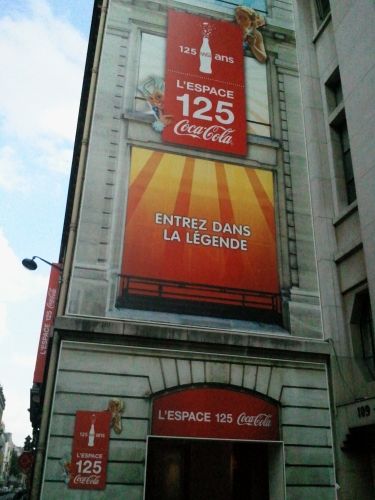 125 ans
L'ESPACE
125
Coca-Cola
ENTREZ DANS
LA LÉGENDE
L'ESPACE 125 Coca-Cola
L'ESPACE 125 Coca-Cola
125 ans
L'ESPACE
125
Coca-Cola
109